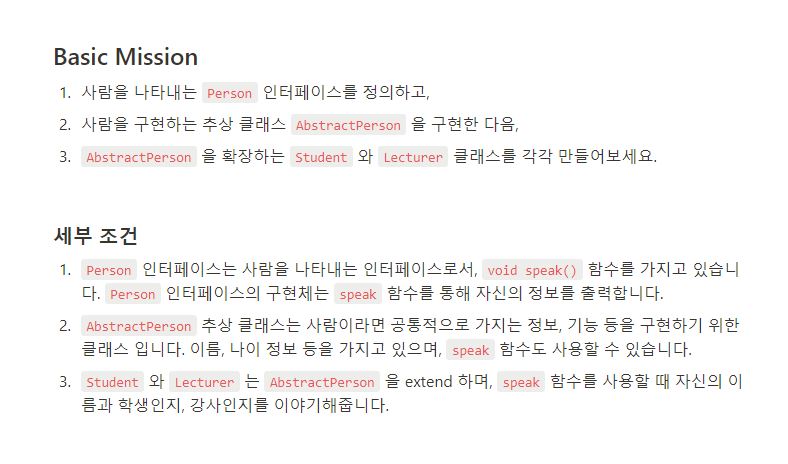 Basic Mission
1. 사람을 나타내는 Person 인터페이스를 정의하고,
2. 사람을 구현하는 추상 클래스 AbstractPerson 을 구현한 다음,
3. AbstractPerson 을 확장하는 Student 와 Lecturer 클래스를 각각 만들어보세요.
세부 조건
1. Person 인터페이스는 사람을 나타내는 인터페이스로서, void speak() 함수를 가지고 있습니
다. Person 인터페이스의 구현체는 speak 함수를 통해 자신의 정보를 출력합니다.
2. AbstractPerson 추상 클래스는 사람이라면 공통적으로 가지는 정보, 기능 등을 구현하기 위한
클래스 입니다. 이름, 나이 정보 등을 가지고 있으며, speak 함수도 사용할 수 있습니다.
3. Student 와 Lecturer 는 AbstractPerson 을 extend 하며, speak 함수를 사용할 때 자신의 이
름과 학생인지, 강사인지를 이야기해줍니다.